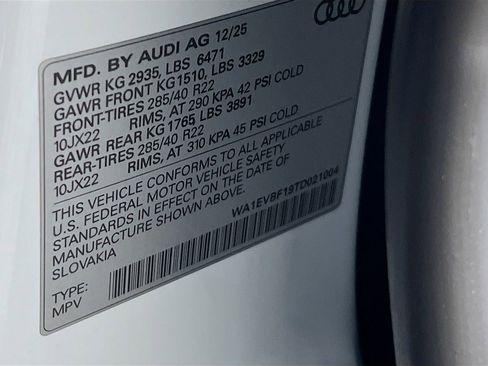 MFD. BY AUDI AG 12/25
GVWR KG 2935, LBS 6471
GAWR FRONT KG1510, LBS 3329
FRONT-TIRES 285/40 R22
10JX22 RIMS, AT 290 KPA 42 PSI COLD
GAWR REAR KG 1765 LBS 3891
REAR-TIRES 285/40 R22
10JX22 RIMS, AT 310 KPA 45 PSI COLD
THIS VEHICLE CONFORMS TO ALL APPLICABLE
U.S. FEDERAL MOTOR VEHICLE SAFETY
STANDARDS IN EFFECT ON THE DATE OF
MANUFACTURE SHOWN ABOVE.
SLOVAKIA
WA1EVBF19TD021004
TYPE:
MPV